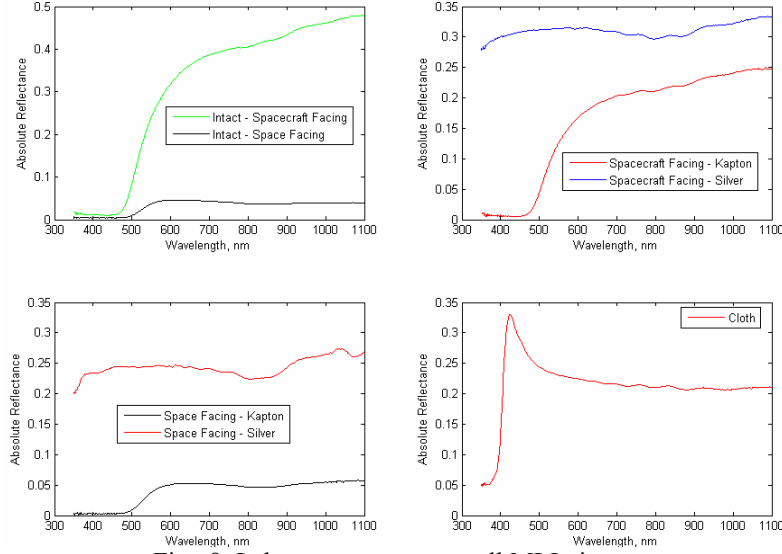 0.5
0.4
0.3
0.2
0.1
0
300 400 500 600 700 800 900 1000 1100
Wavelength, nm
Absolute Reflectance
Intact - Spacecraft Facing
Intact - Space Facing
0.35
0.3
0.25
0.2
0.15
0.1
0.05
0
300 400 500 600 700 800 900 1000 1100
Wavelength, nm
Absolute Reflectance
Spacecraft Facing - Kapton
Spacecraft Facing - Silver
0.35
0.3
0.25
0.2
0.15
0.1
0.05
0
300 400 500 600 700 800 900 1000 1100
Wavelength, nm
Absolute Reflectance
Space Facing - Kapton
Space Facing - Silver
0.35
0.3
0.25
0.2
0.15
0.1
0.05
0
300 400 500 600 700 800 900 1000 1100
Wavelength, nm
Absolute Reflectance
Cloth
MLI